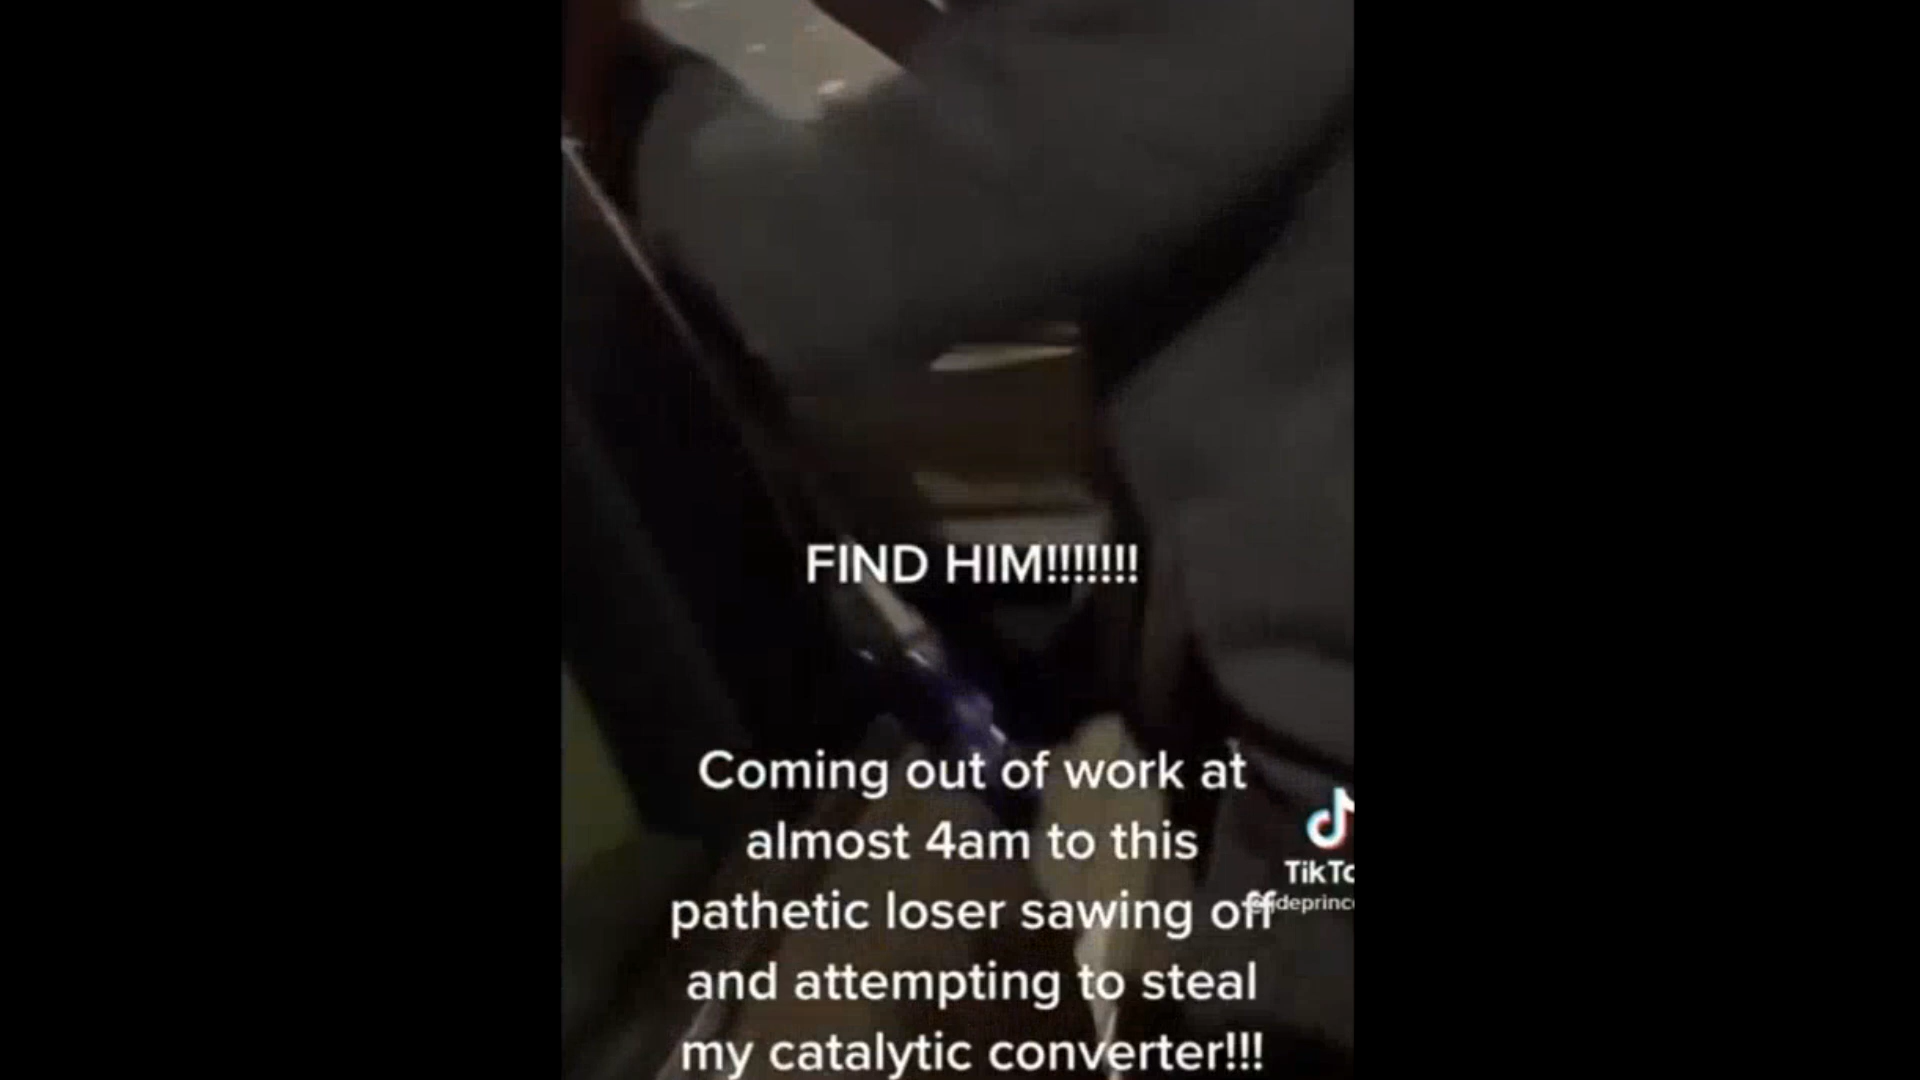 FIND HIM!!!!!!!
Coming out of work at
almost 4am to this
pathetic loser sawing off
and attempting to steal
my catalytic converter!!!
TikTo